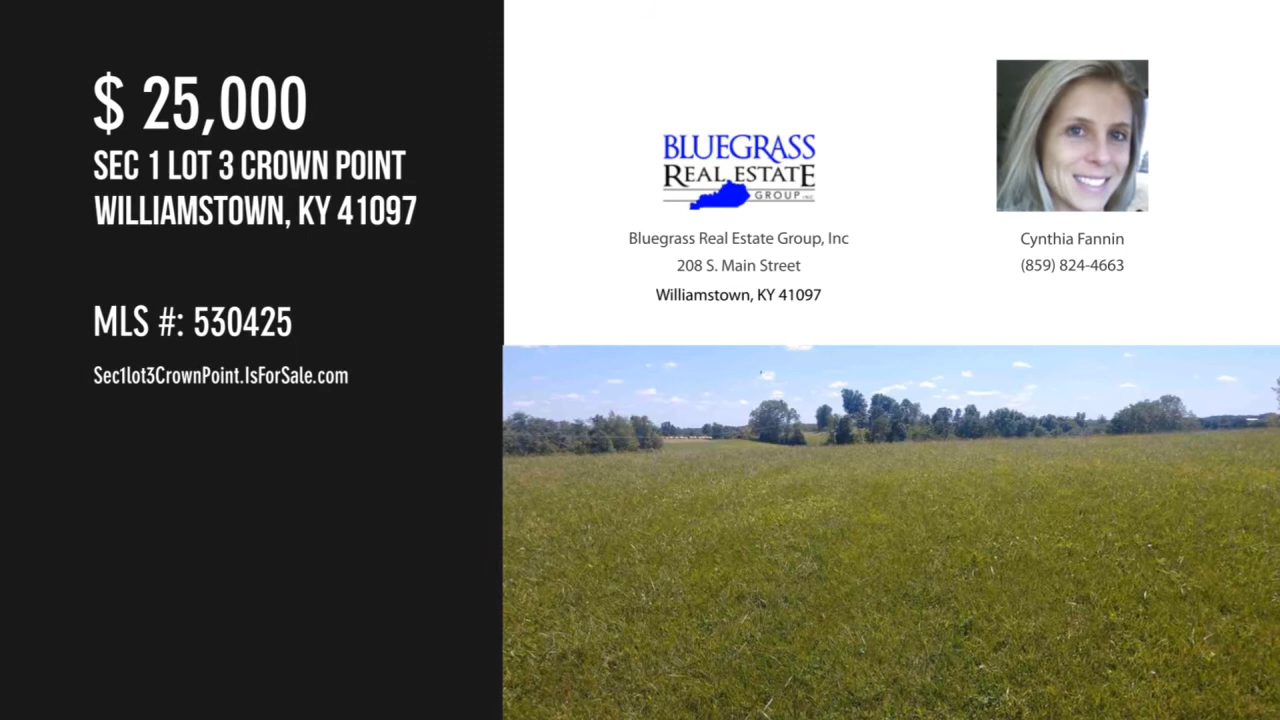 $ 25,000
SEC 1 LOT 3 CROWN POINT
WILLIAMSTOWN, KY 41097
MLS #: 530425
Sec1lot3CrownPoint.IsForSale.com
BLUEGRASS
REAL ESTATE
GROUP INC
Bluegrass Real Estate Group, Inc
208 S. Main Street
Williamstown, KY 41097
Cynthia Fannin
(859) 824-4663